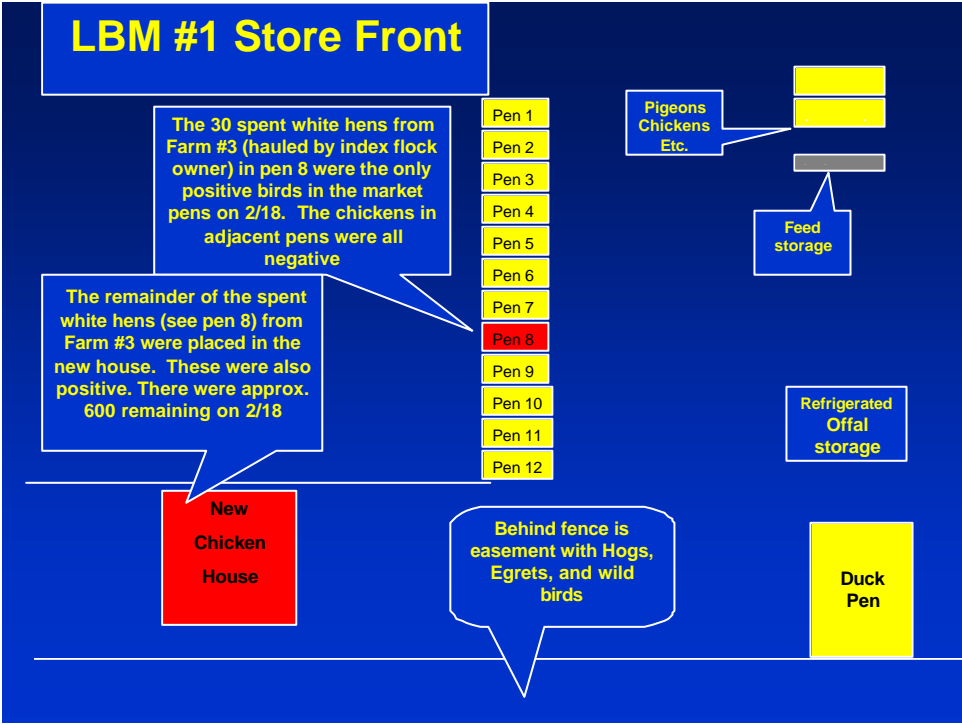 LBM #1 Store Front
The 30 spent white hens from
Farm #3 (hauled by index flock
owner) in pen 8 were the only
positive birds in the market
pens on 2/18.  The chickens in
adjacent pens were all
negative
The remainder of the spent
white hens (see pen 8) from
Farm #3 were placed in the
new house.  These were also
positive. There were approx.
600 remaining on 2/18
Pen 1
Pen 2
Pen 3
Pen 4
Pen 5
Pen 6
Pen 7
Pen 8
Pen 9
Pen 10
Pen 11
Pen 12
Pigeons
Chickens
Etc.
Feed
storage
Refrigerated
Offal
storage
New
Chicken
House
Behind fence is
easement with Hogs,
Egrets, and wild
birds
Duck
Pen